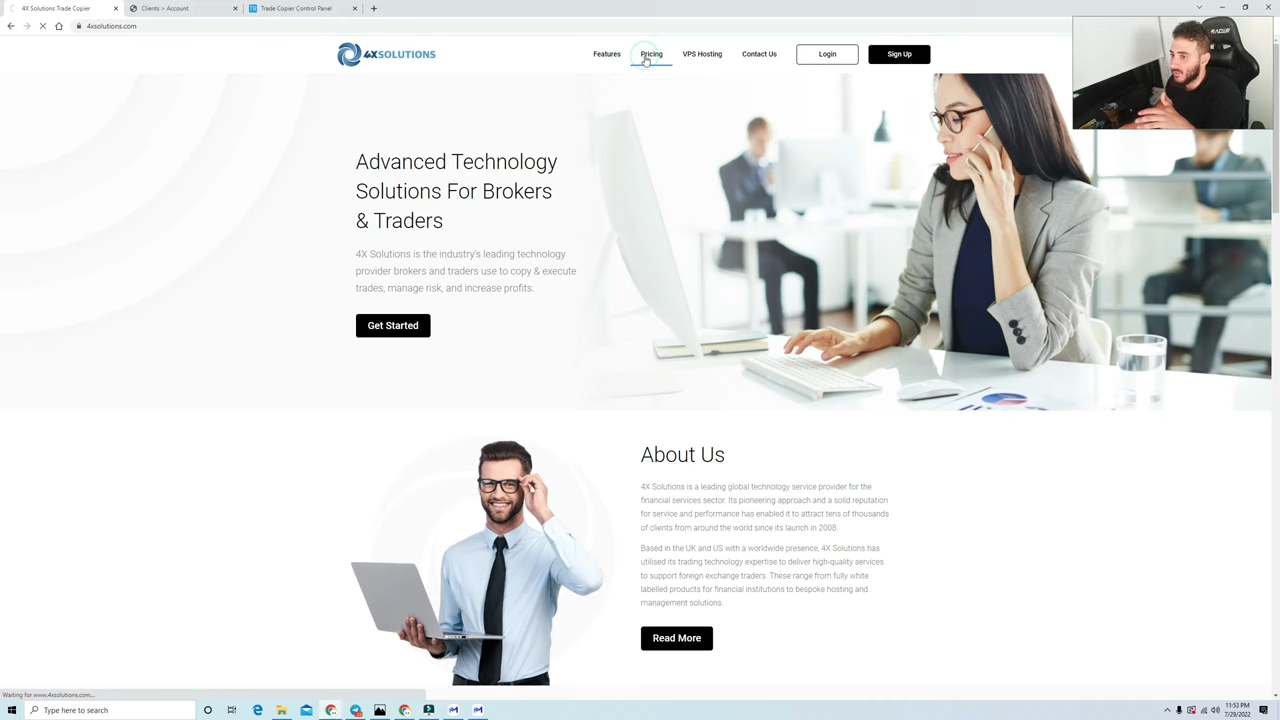 4X Solutions Trade Copier
Clients > Account
Trade Copier Control Panel
4xsolutions.com
4XSOLUTIONS
Features
Pricing
VPS Hosting
Contact Us
Login
Sign Up
Advanced Technology
Solutions For Brokers
& Traders
4X Solutions is the industry's leading technology
provider brokers and traders use to copy & execute
trades, manage risk, and increase profits.
Get Started
About Us
4X Solutions is a leading global technology service provider for the
financial services sector. Its pioneering approach and a solid reputation
for service and performance has enabled it to attract tens of thousands
of clients from around the world since its launch in 2008.
Based in the UK and US with a worldwide presence, 4X Solutions has
utilised its trading technology expertise to deliver high-quality services
to support foreign exchange traders. These range from fully white
labelled products for financial institutions to bespoke hosting and
management solutions.
Read More
Waiting for www.4xsolutions.com...
Type here to search
11:53 PM
7/29/2022